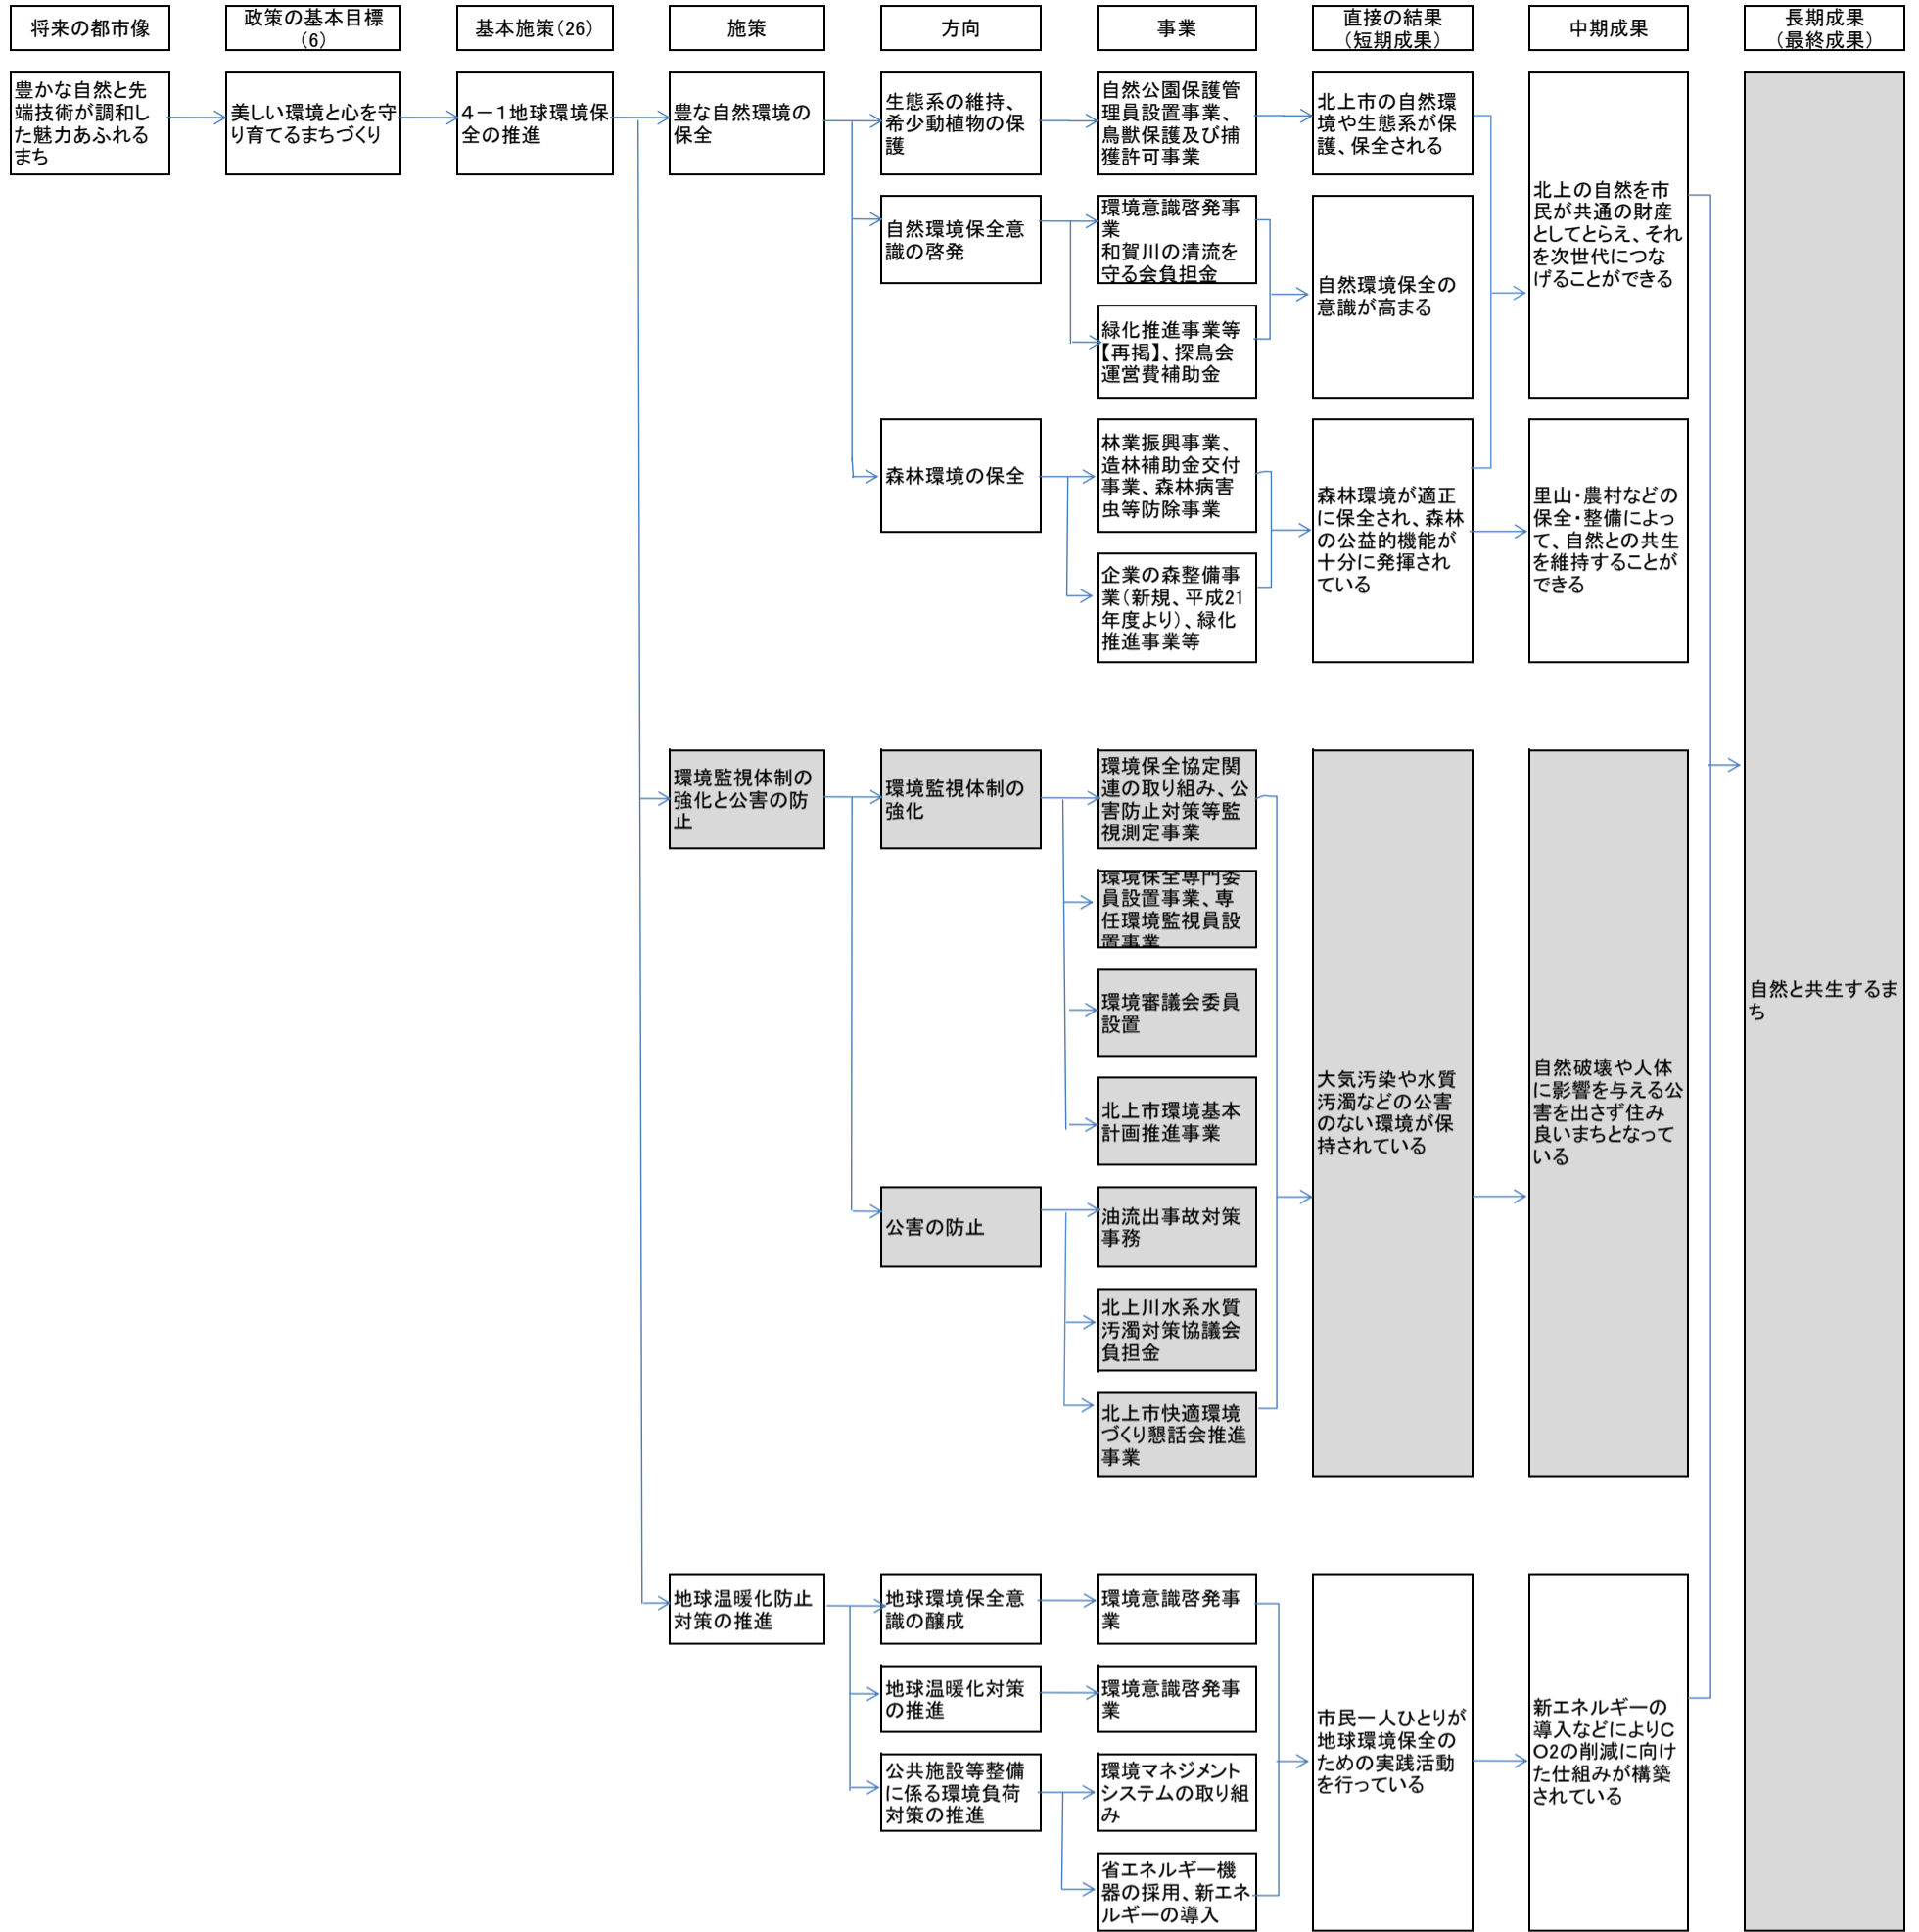 将来の都市像
政策の基本目標
(6)
基本施策(26)
施策
方向
事業
直接の結果
(短期成果)
中期成果
長期成果
(最終成果)
豊かな自然と先
端技術が調和し
た魅力あふれる
まち
美しい環境と心を守
り育てるまちづくり
4－1地球環境保
全の推進
豊な自然環境の
保全
生態系の維持、
希少動植物の保
護
自然公園保護管
理員設置事業、
鳥獣保護及び捕
獲許可事業
北上市の自然環
境や生態系が保
護、保全される
北上の自然を市
民が共通の財産
としてとらえ、それ
を次世代につな
げることができる
自然環境保全意
識の啓発
環境意識啓発事
業
和賀川の清流を
守る会負担金
自然環境保全の
意識が高まる
緑化推進事業等
【再掲】、探鳥会
運営費補助金
森林環境の保全
林業振興事業、
造林補助金交付
事業、森林病害
虫等防除事業
森林環境が適正
に保全され、森林
の公益的機能が
十分に発揮され
ている
里山・農村などの
保全・整備によっ
て、自然との共生
を維持することが
できる
企業の森整備事
業(新規、平成21
年度より)、緑化
推進事業等
環境監視体制の
強化と公害の防
止
環境監視体制の
強化
環境保全協定関
連の取り組み、公
害防止対策等監
視測定事業
環境保全専門委
員設置事業、専
任環境監視員設
置事業
環境審議会委員
設置
北上市環境基本
計画推進事業
大気汚染や水質
汚濁などの公害
のない環境が保
持されている
自然破壊や人体
に影響を与える公
害を出さず住み
良いまちとなって
いる
自然と共生するま
ち
公害の防止
油流出事故対策
事務
北上川水系水質
汚濁対策協議会
負担金
北上市快適環境
づくり懇話会推進
事業
地球温暖化防止
対策の推進
地球環境保全意
識の醸成
環境意識啓発事
業
地球温暖化対策
の推進
環境意識啓発事
業
市民一人ひとりが
地球環境保全の
ための実践活動
を行っている
新エネルギーの
導入などによりC
O2の削減に向け
た仕組みが構築
されている
公共施設等整備
に係る環境負荷
対策の推進
環境マネジメント
システムの取り組
み
省エネルギー機
器の採用、新エネ
ルギーの導入